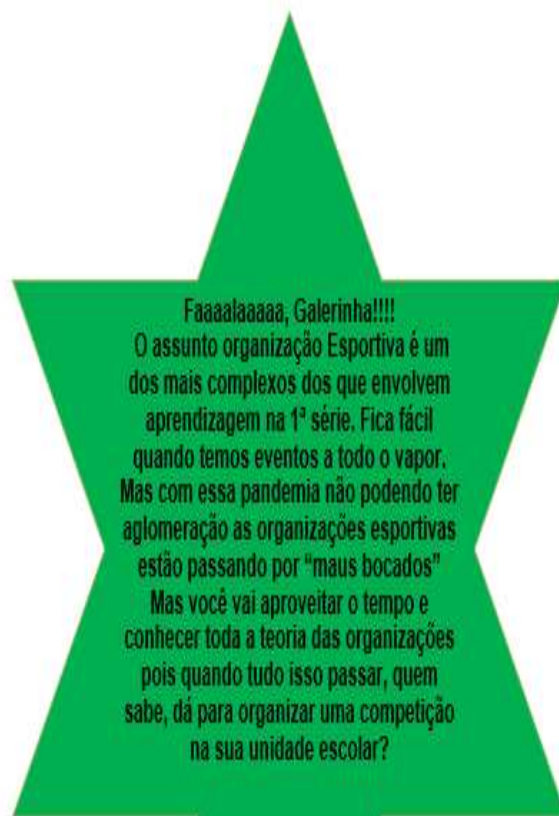 Faaaalaaaaa, Galerinha!!!!
O assunto organização Esportiva é um
dos mais complexos dos que envolvem
aprendizagem na 1ª série. Fica fácil
quando temos eventos a todo o vapor.
Mas com essa pandemia não podendo ter
aglomeração as organizações esportivas
estão passando por “maus bocados”
Mas você vai aproveitar o tempo e
conhecer toda a teoria das organizações
pois quando tudo isso passar, quem
sabe, dá para organizar uma competição
na sua unidade escolar?